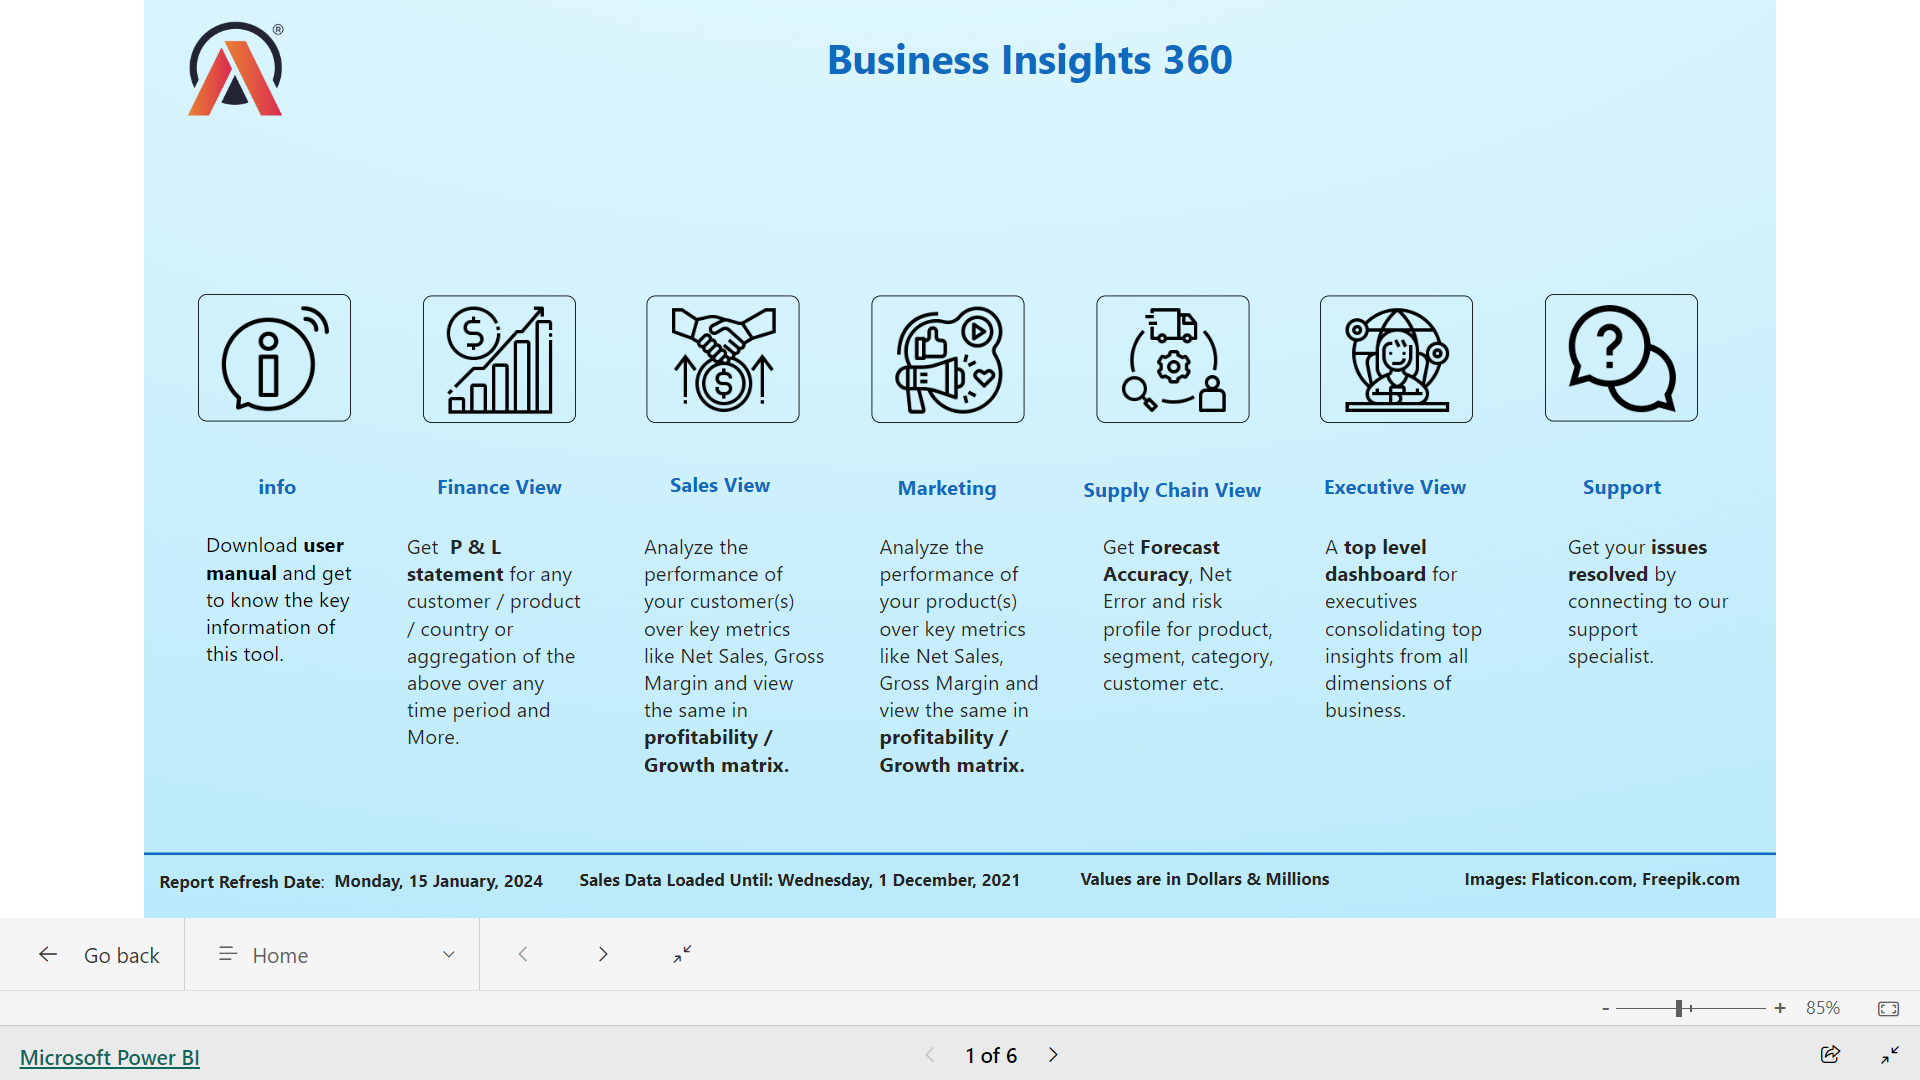 ®
Business Insights 360
info
Download user
manual and get
to know the key
information of
this tool.
Finance View
Get  P & L
statement for any
customer / product
/ country or
aggregation of the
above over any
time period and
More.
Sales View
Analyze the
performance of
your customer(s)
over key metrics
like Net Sales, Gross
Margin and view
the same in
profitability /
Growth matrix.
Marketing
Analyze the
performance of
your product(s)
over key metrics
like Net Sales,
Gross Margin and
view the same in
profitability /
Growth matrix.
Supply Chain View
Get Forecast
Accuracy, Net
Error and risk
profile for product,
segment, category,
customer etc.
Executive View
A top level
dashboard for
executives
consolidating top
insights from all
dimensions of
business.
Support
Get your issues
resolved by
connecting to our
support
specialist.
Report Refresh Date:  Monday, 15 January, 2024
Sales Data Loaded Until: Wednesday, 1 December, 2021
Values are in Dollars & Millions
Images: Flaticon.com, Freepik.com
Go back
Home
- + 85%
Microsoft Power BI
1 of 6